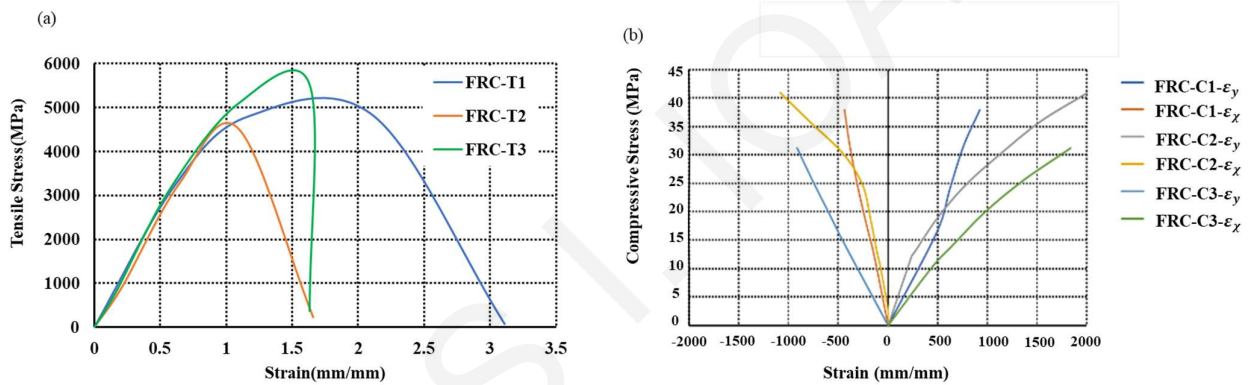 (a)
Tensile Stress(MPa)
6000
5000
4000
3000
2000
1000
0
0 0.5 1 1.5 2 2.5 3 3.5
Strain(mm/mm)
FRC-T1
FRC-T2
FRC-T3
(b)
Compressive Stress (MPa)
45
40
35
30
25
20
15
10
5
0
-2000 -1500 -1000 -500 0 500 1000 1500 2000
Strain (mm/mm)
FRC-C1-εy
FRC-C1-εχ
FRC-C2-εy
FRC-C2-εχ
FRC-C3-εy
FRC-C3-εχ